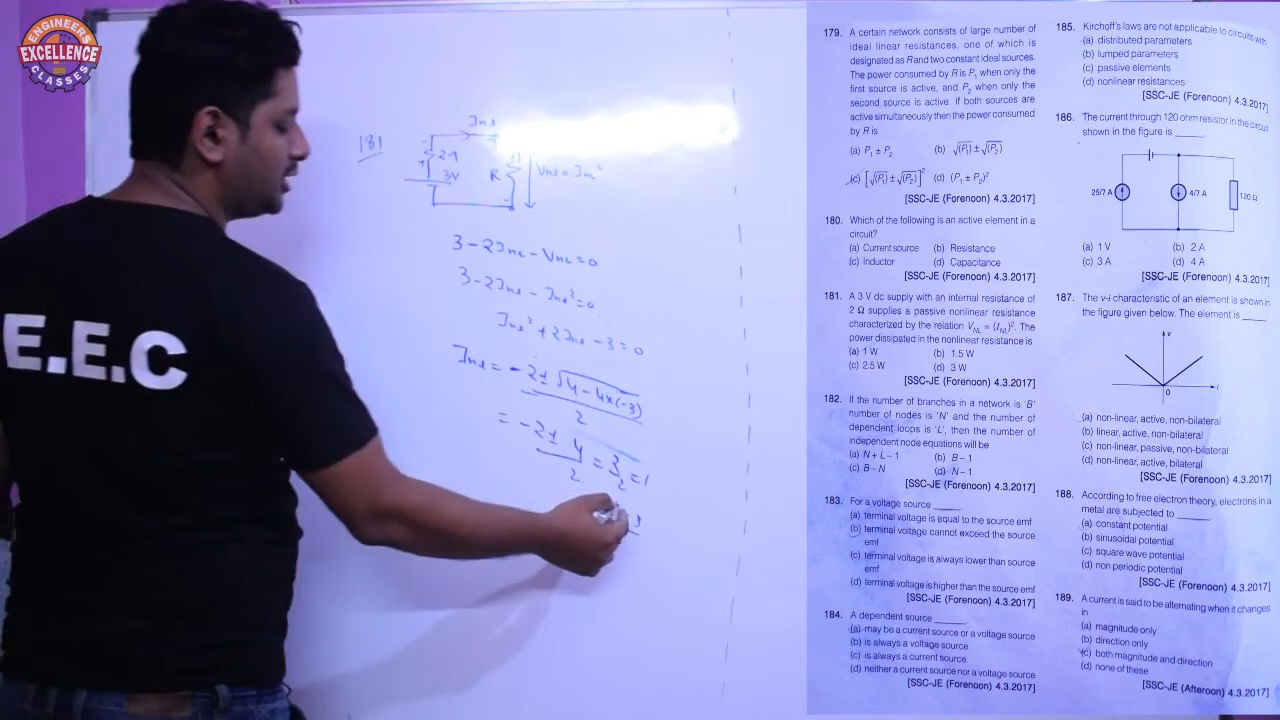 ENGINEERS
EXCELLENCE
CLASSES
E.E.C
181
Inl
2Ω
3V
R
Vnl = Inl²
3-2Inl - Vnl = 0
3-2Inl - Inl² = 0
Inl² + 2Inl - 3 = 0
Inl = -2± √4-4x(-3)
2
= -2± 4
2
= 2
2
= 1
179. A certain network consists of large number of
ideal linear resistances, one of which is
designated as R and two constant ideal sources.
The power consumed by R is P₁ when only the
first source is active, and P₂ when only the
second source is active. If both sources are
active simultaneously then the power consumed
by R is
(a) P₁ ± P₂ (b) √(P₁) ± √(P₂)
(c) [√(P₁) ± √(P₂)]² (d) (P₁ ± P₂)²
[SSC-JE (Forenoon) 4.3.2017]
180. Which of the following is an active element in a
circuit?
(a) Current source (b) Resistance
(c) Inductor (d) Capacitance
[SSC-JE (Forenoon) 4.3.2017]
181. A 3 V dc supply with an internal resistance of
2 Ω supplies a passive nonlinear resistance
characterized by the relation V_NL = (I_NL)². The
power dissipated in the nonlinear resistance is
(a) 1 W (b) 1.5 W
(c) 2.5 W (d) 3 W
[SSC-JE (Forenoon) 4.3.2017]
182. If the number of branches in a network is 'B'
number of nodes is 'N' and the number of
dependent loops is 'L', then the number of
independent node equations will be
(a) N + L – 1 (b) B – 1
(c) B – N (d) N – 1
[SSC-JE (Forenoon) 4.3.2017]
183. For a voltage source _____.
(a) terminal voltage is equal to the source emf
(b) terminal voltage cannot exceed the source
emf
(c) terminal voltage is always lower than source
emf
(d) terminal voltage is higher than the source emf
[SSC-JE (Forenoon) 4.3.2017]
184. A dependent source ______
(a) may be a current source or a voltage source
(b) is always a voltage source
(c) is always a current source
(d) neither a current source nor a voltage source
[SSC-JE (Forenoon) 4.3.2017]
185. Kirchoff's laws are not applicable to circuits with
(a) distributed parameters
(b) lumped parameters
(c) passive elements
(d) nonlinear resistances
[SSC-JE (Forenoon) 4.3.2017]
186. The current through 120 ohm resistor in the circuit
shown in the figure is _____.
25/7 A
4/7 A
120 Ω
(a) 1 V (b) 2 A
(c) 3 A (d) 4 A
[SSC-JE (Forenoon) 4.3.2017]
187. The v-i characteristic of an element is shown in
the figure given below. The element is ____
v
i
0
(a) non-linear, active, non-bilateral
(b) linear, active, non-bilateral
(c) non-linear, passive, non-bilateral
(d) non-linear, active, bilateral
[SSC-JE (Forenoon) 4.3.2017]
188. According to free electron theory, electrons in a
metal are subjected to ______
(a) constant potential
(b) sinusoidal potential
(c) square wave potential
(d) non periodic potential
[SSC-JE (Forenoon) 4.3.2017]
189. A current is said to be alternating when it changes
in
(a) magnitude only
(b) direction only
(c) both magnitude and direction
(d) none of these
[SSC-JE (Afteroon) 4.3.2017]